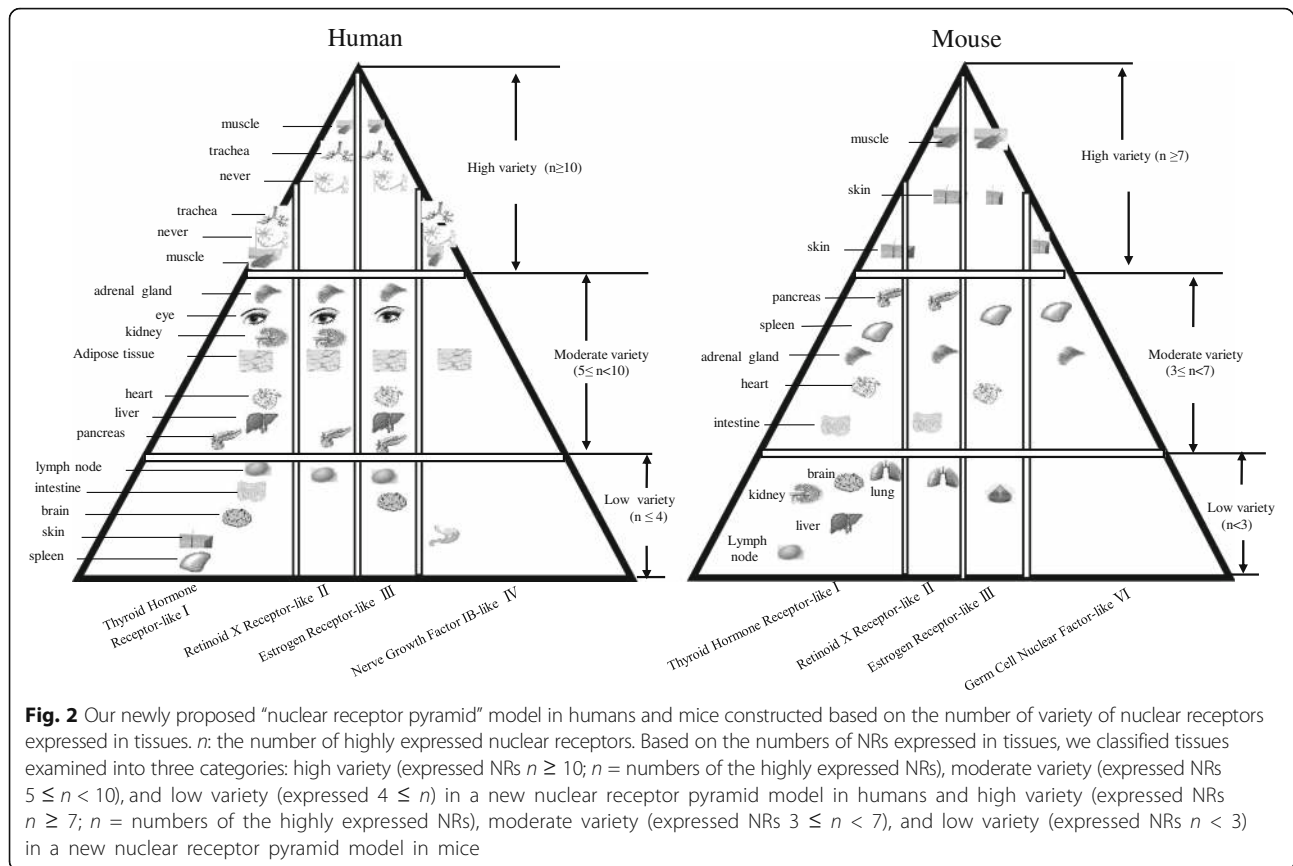 Human
muscle
trachea
never
trachea
never
muscle
High variety (n≥10)
adrenal gland
eye
kidney
Adipose tissue
heart
liver
pancreas
Moderate variety
(5≤ n<10)
lymph node
intestine
brain
skin
spleen
Low variety
(n ≤ 4)
Thyroid Hormone
Receptor-like I
Retinoid X Receptor-like II
Estrogen Receptor-like III
Nerve Growth Factor IB-like IV
Mouse
muscle
skin
skin
High variety (n ≥7)
pancreas
spleen
adrenal gland
heart
intestine
Moderate variety
(3≤ n<7)
brain
kidney
lung
liver
Lymph
node
Low variety
(n<3)
Thyroid Hormone Receptor-like I
Retinoid X Receptor-like II
Estrogen Receptor-like III
Germ Cell Nuclear Factor-like VI
Fig. 2 Our newly proposed “nuclear receptor pyramid” model in humans and mice constructed based on the number of variety of nuclear receptors
expressed in tissues. n: the number of highly expressed nuclear receptors. Based on the numbers of NRs expressed in tissues, we classified tissues
examined into three categories: high variety (expressed NRs n ≥ 10; n = numbers of the highly expressed NRs), moderate variety (expressed NRs
5 ≤ n < 10), and low variety (expressed 4 ≤ n) in a new nuclear receptor pyramid model in humans and high variety (expressed NRs
n ≥ 7; n = numbers of the highly expressed NRs), moderate variety (expressed NRs 3 ≤ n < 7), and low variety (expressed NRs n < 3)
in a new nuclear receptor pyramid model in mice